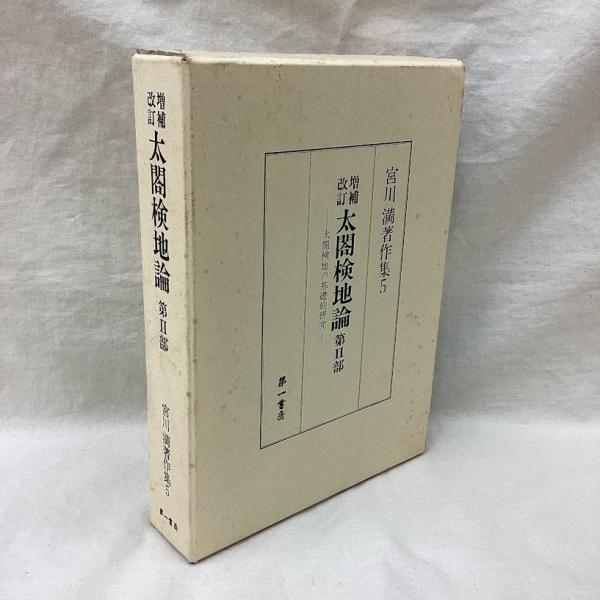 増補
改訂
太閤検地論 第Ⅱ部
宮川 満著作集5
第一書房
宮川 満著作集5
増補
改訂
太閤検地論 第Ⅱ部
―太閤検地の基礎的研究―
第一書房